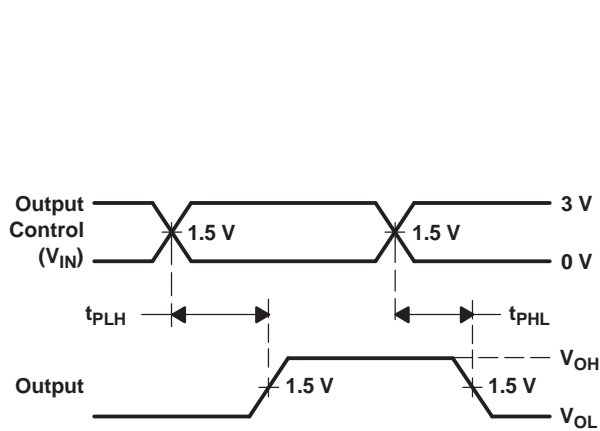 Output
Control
(VIN)
1.5 V
1.5 V
3 V
0 V
tPLH
tPHL
Output
1.5 V
1.5 V
VOH
VOL